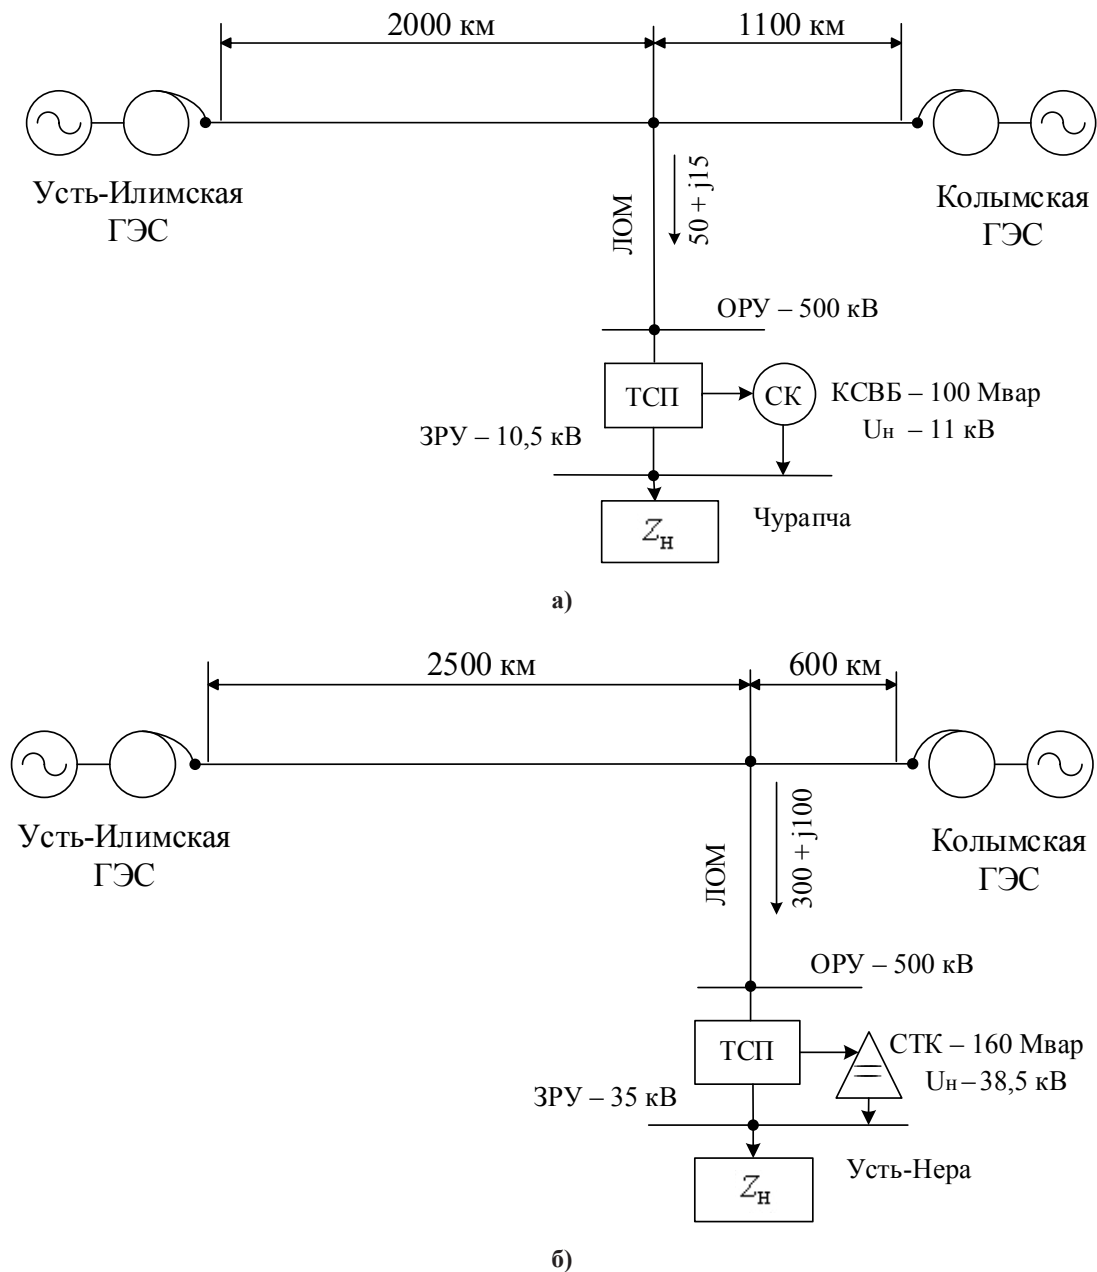 2000 км
1100 км
Усть-Илимская
ГЭС
Колымская
ГЭС
ЛОМ
50 + j15
ОРУ – 500 кВ
ТСП
СК
КСВБ – 100 Мвар
Uн – 11 кВ
ЗРУ – 10,5 кВ
Чурапча
Zн
а)
2500 км
600 км
Усть-Илимская
ГЭС
Колымская
ГЭС
ЛОМ
300 + j100
ОРУ – 500 кВ
ТСП
СТК – 160 Мвар
Uн – 38,5 кВ
ЗРУ – 35 кВ
Усть-Нера
Zн
б)